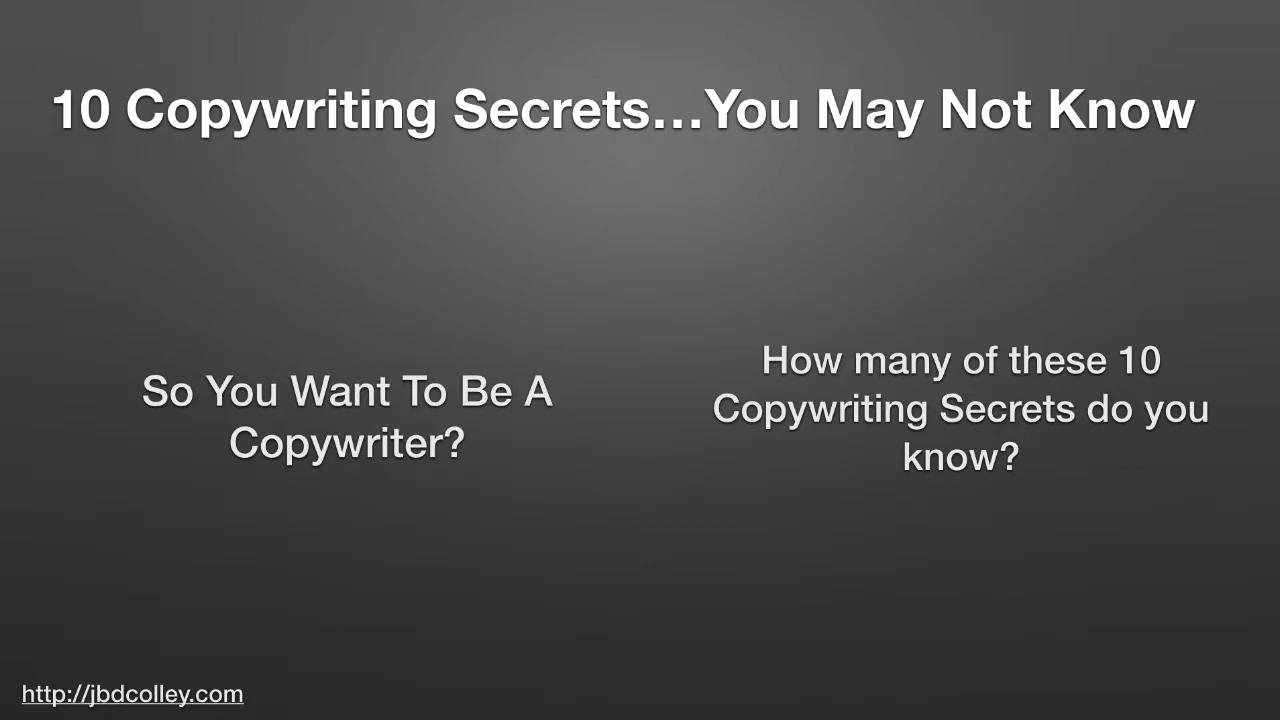 10 Copywriting Secrets...You May Not Know
So You Want To Be A
Copywriter?
How many of these 10
Copywriting Secrets do you
know?
http://jbdcolley.com